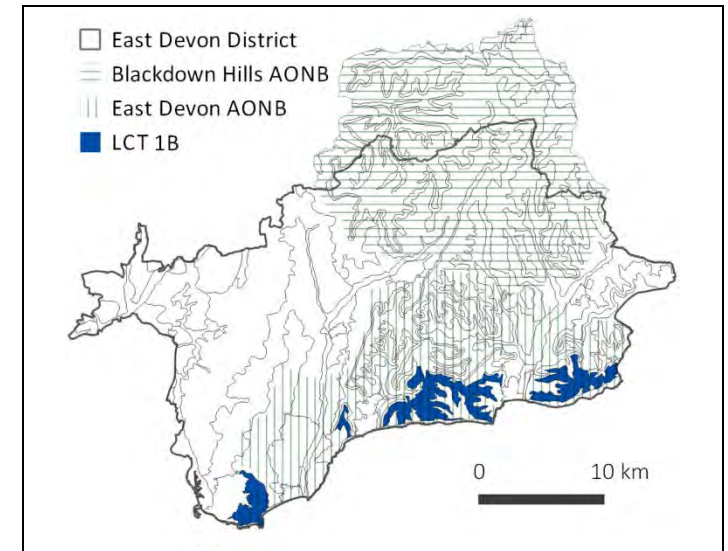 East Devon District
Blackdown Hills AONB
East Devon AONB
LCT 1B
0 10 km